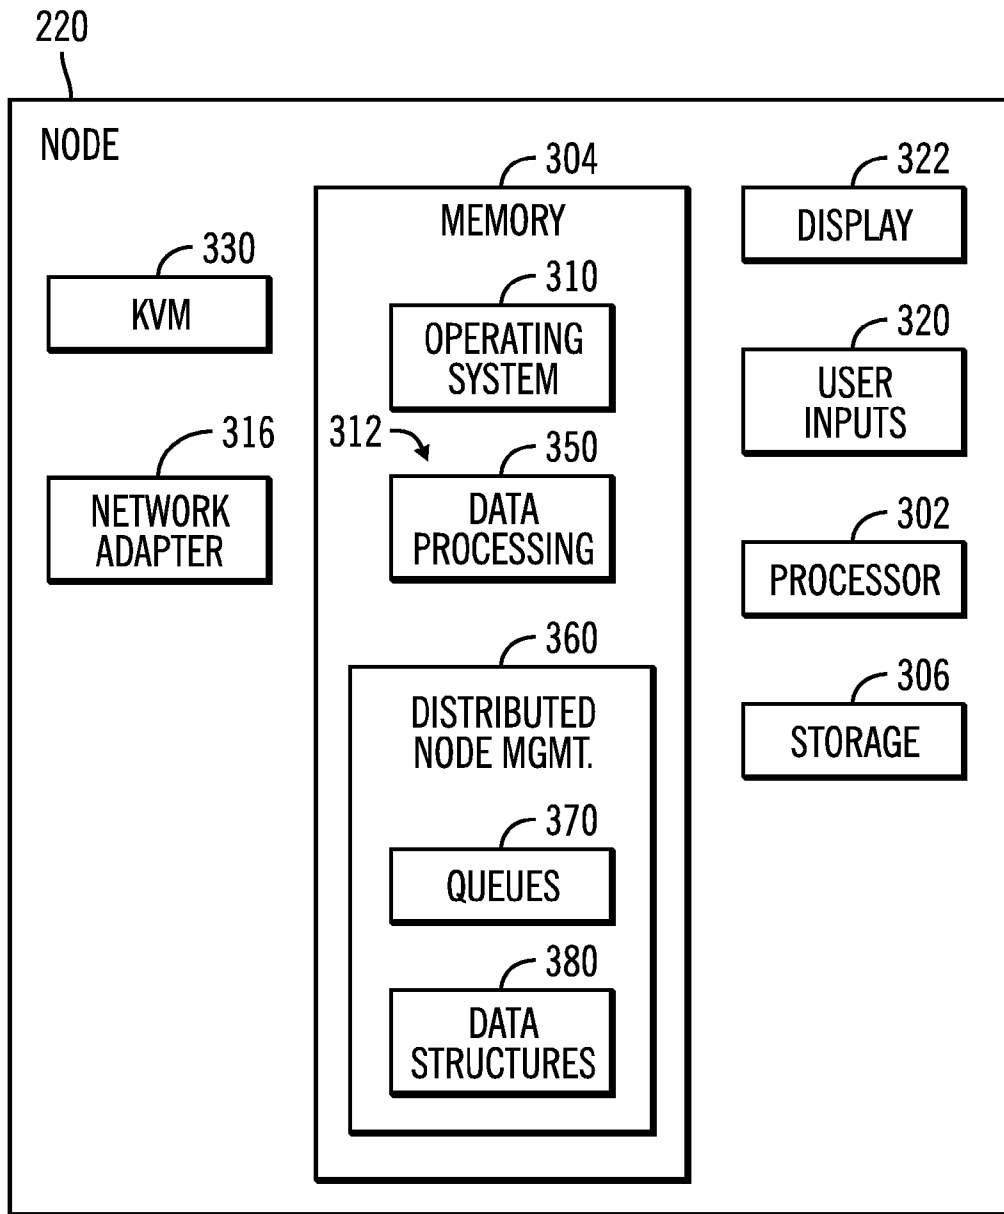 220
NODE
304
MEMORY
322
DISPLAY
330
KVM
310
OPERATING
SYSTEM
320
USER
INPUTS
316
NETWORK
ADAPTER
312
350
DATA
PROCESSING
302
PROCESSOR
360
DISTRIBUTED
NODE MGMT.
306
STORAGE
370
QUEUES
380
DATA
STRUCTURES